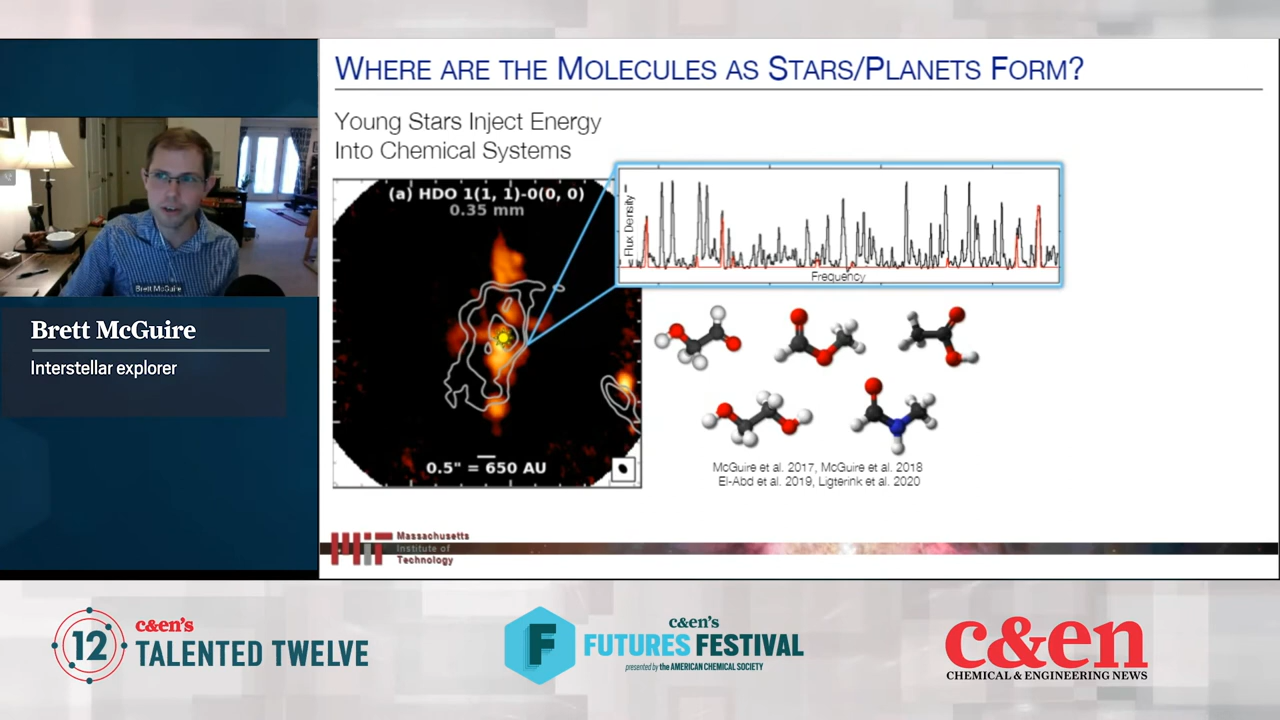 WHERE ARE THE MOLECULES AS STARS/PLANETS FORM?
Young Stars Inject Energy
Into Chemical Systems
(a) HDO 1(1, 1)-0(0, 0)
0.35 mm
0.5" = 650 AU
Flux Density
Frequency
McGuire et al. 2017, McGuire et al. 2018
El-Abd et al. 2019, Ligterink et al. 2020
Brett McGuire
Brett McGuire
Interstellar explorer
MIT
Massachusetts
Institute of
Technology
12
c&en's
TALENTED TWELVE
F
c&en's
FUTURES FESTIVAL
presented by the AMERICAN CHEMICAL SOCIETY
c&en
CHEMICAL & ENGINEERING NEWS